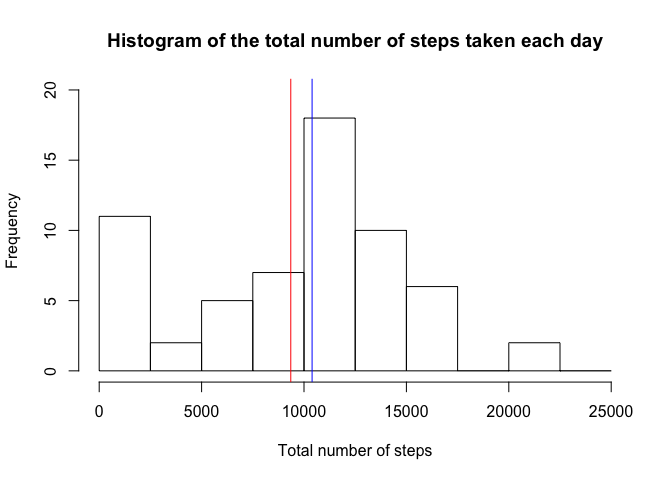 Histogram of the total number of steps taken each day
Frequency
20
15
10
5
0
0 5000 10000 15000 20000 25000
Total number of steps